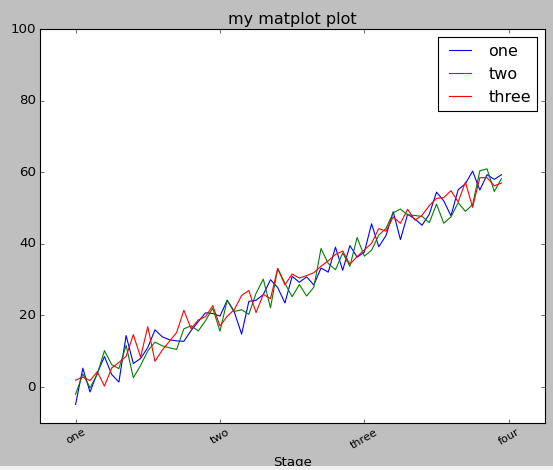 my matplot plot
100
80
60
40
20
0
one
two
three
one
two
three
four
Stage